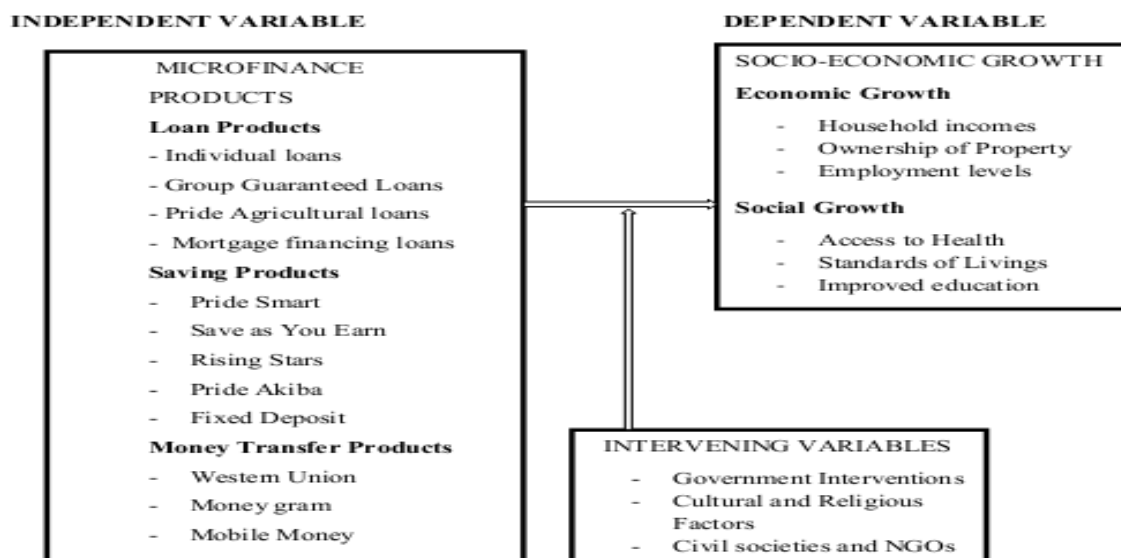 INDEPENDENT VARIABLE
MICROFINANCE
PRODUCTS
Loan Products
- Individual loans
- Group Guaranteed Loans
- Pride Agricultural loans
- Mortgage financing loans
Saving Products
- Pride Smart
- Save as You Earn
- Rising Stars
- Pride Akiba
- Fixed Deposit
Money Transfer Products
- Western Union
- Money gram
- Mobile Money
DEPENDENT VARIABLE
SOCIO-ECONOMIC GROWTH
Economic Growth
- Household incomes
- Ownership of Property
- Employment levels
Social Growth
- Access to Health
- Standards of Livings
- Improved education
INTERVENING VARIABLES
- Government Interventions
- Cultural and Religious
Factors
- Civil societies and NGOs